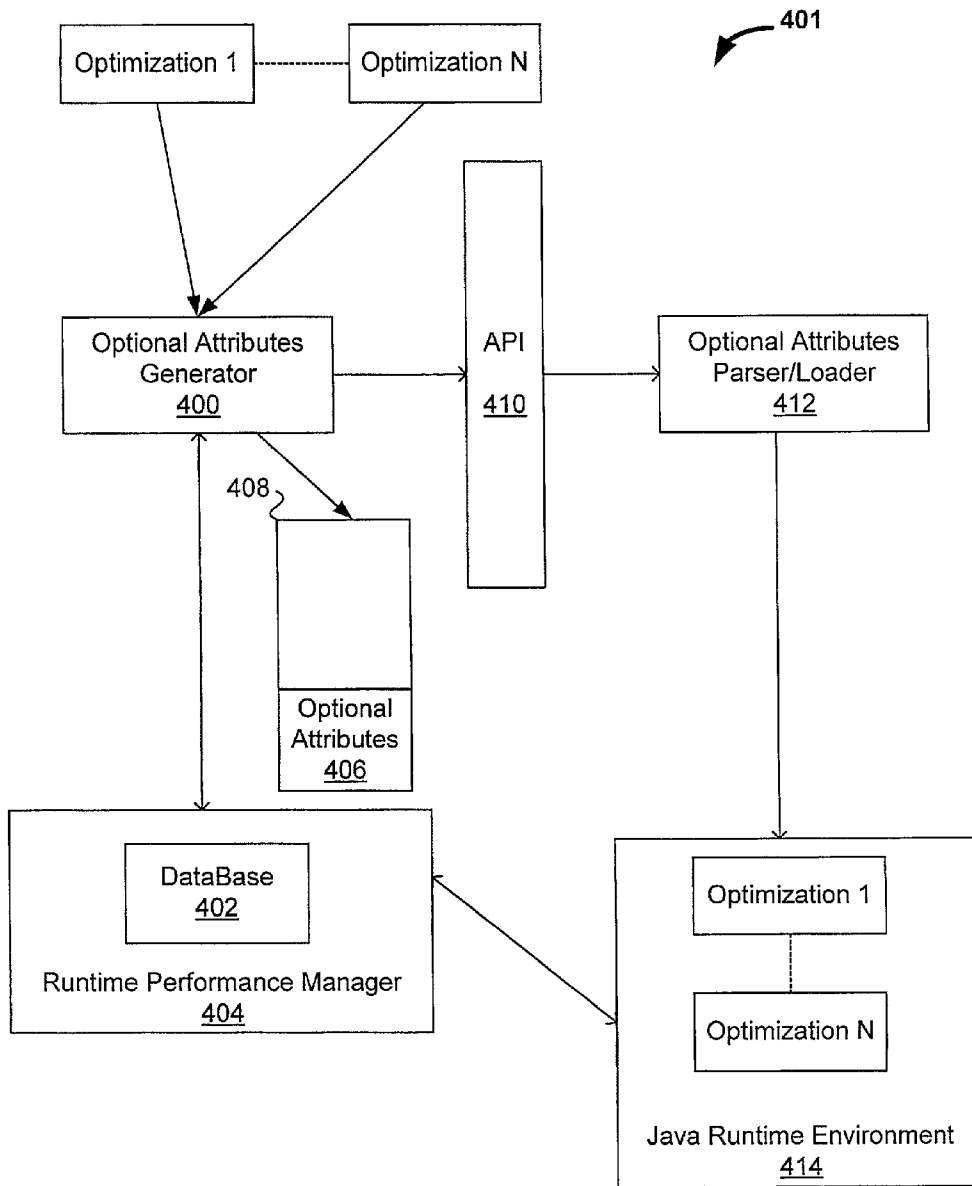 401
Optimization 1
Optimization N
Optional Attributes
Generator
400
API
410
Optional Attributes
Parser/Loader
412
408
Optional
Attributes
406
DataBase
402
Runtime Performance Manager
404
Optimization 1
Optimization N
Java Runtime Environment
414